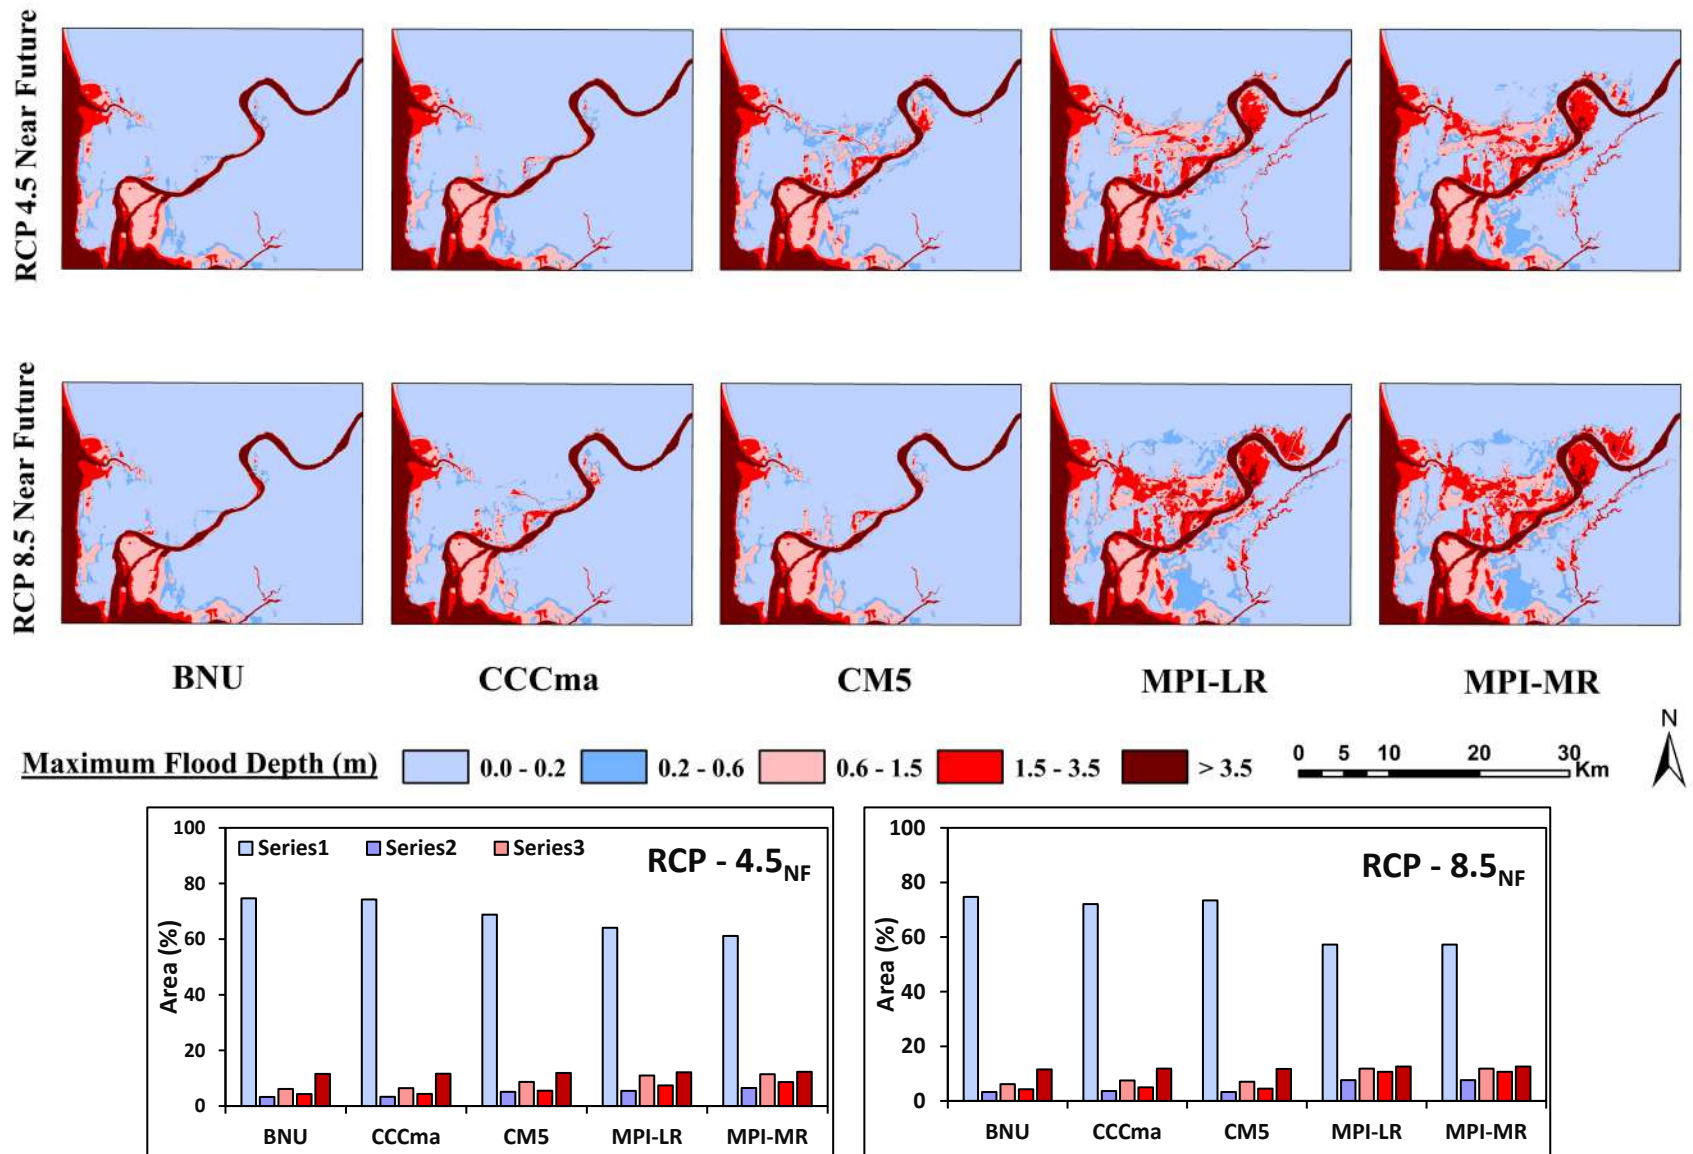 RCP 4.5 Near Future
RCP 8.5 Near Future
BNU CCCma CM5 MPI-LR MPI-MR
N
Maximum Flood Depth (m) 0.0 - 0.2 0.2 - 0.6 0.6 - 1.5 1.5 - 3.5 > 3.5 0 5 10 20 30 Km
100
80
60
40
20
0
Area (%)
Series1 Series2 Series3
RCP - 4.5NF
BNU CCCma CM5 MPI-LR MPI-MR
100
80
60
40
20
0
Area (%)
RCP - 8.5NF
BNU CCCma CM5 MPI-LR MPI-MR